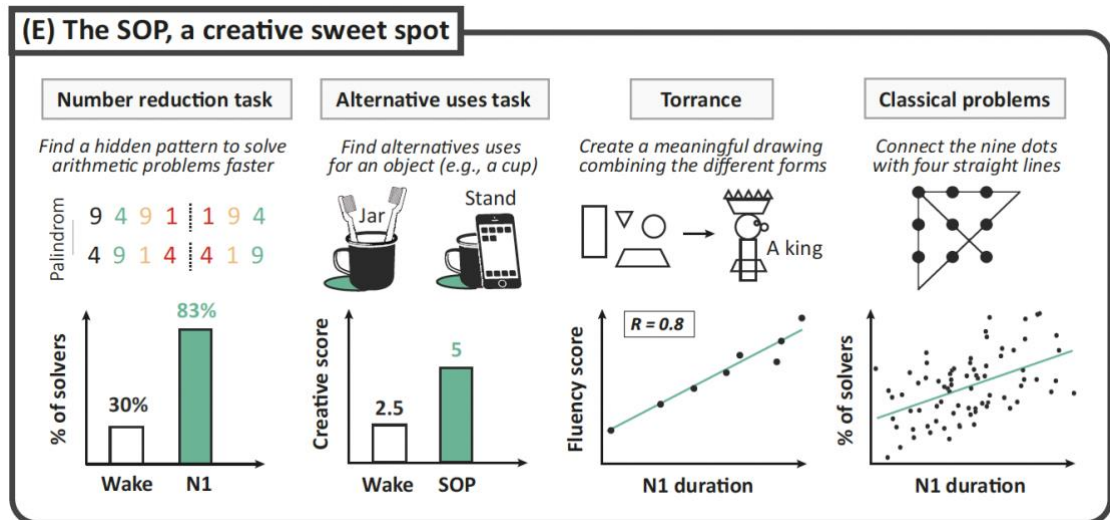 (E) The SOP, a creative sweet spot
Number reduction task
Find a hidden pattern to solve
arithmetic problems faster
Palindrom
9 4 9 1 1 9 4
4 9 1 4 4 1 9
83%
30%
% of solvers
Wake N1
Alternative uses task
Find alternatives uses
for an object (e.g., a cup)
Jar
Stand
5
2.5
Creative score
Wake SOP
Torrance
Create a meaningful drawing
combining the different forms
A king
R = 0.8
Fluency score
N1 duration
Classical problems
Connect the nine dots
with four straight lines
% of solvers
N1 duration